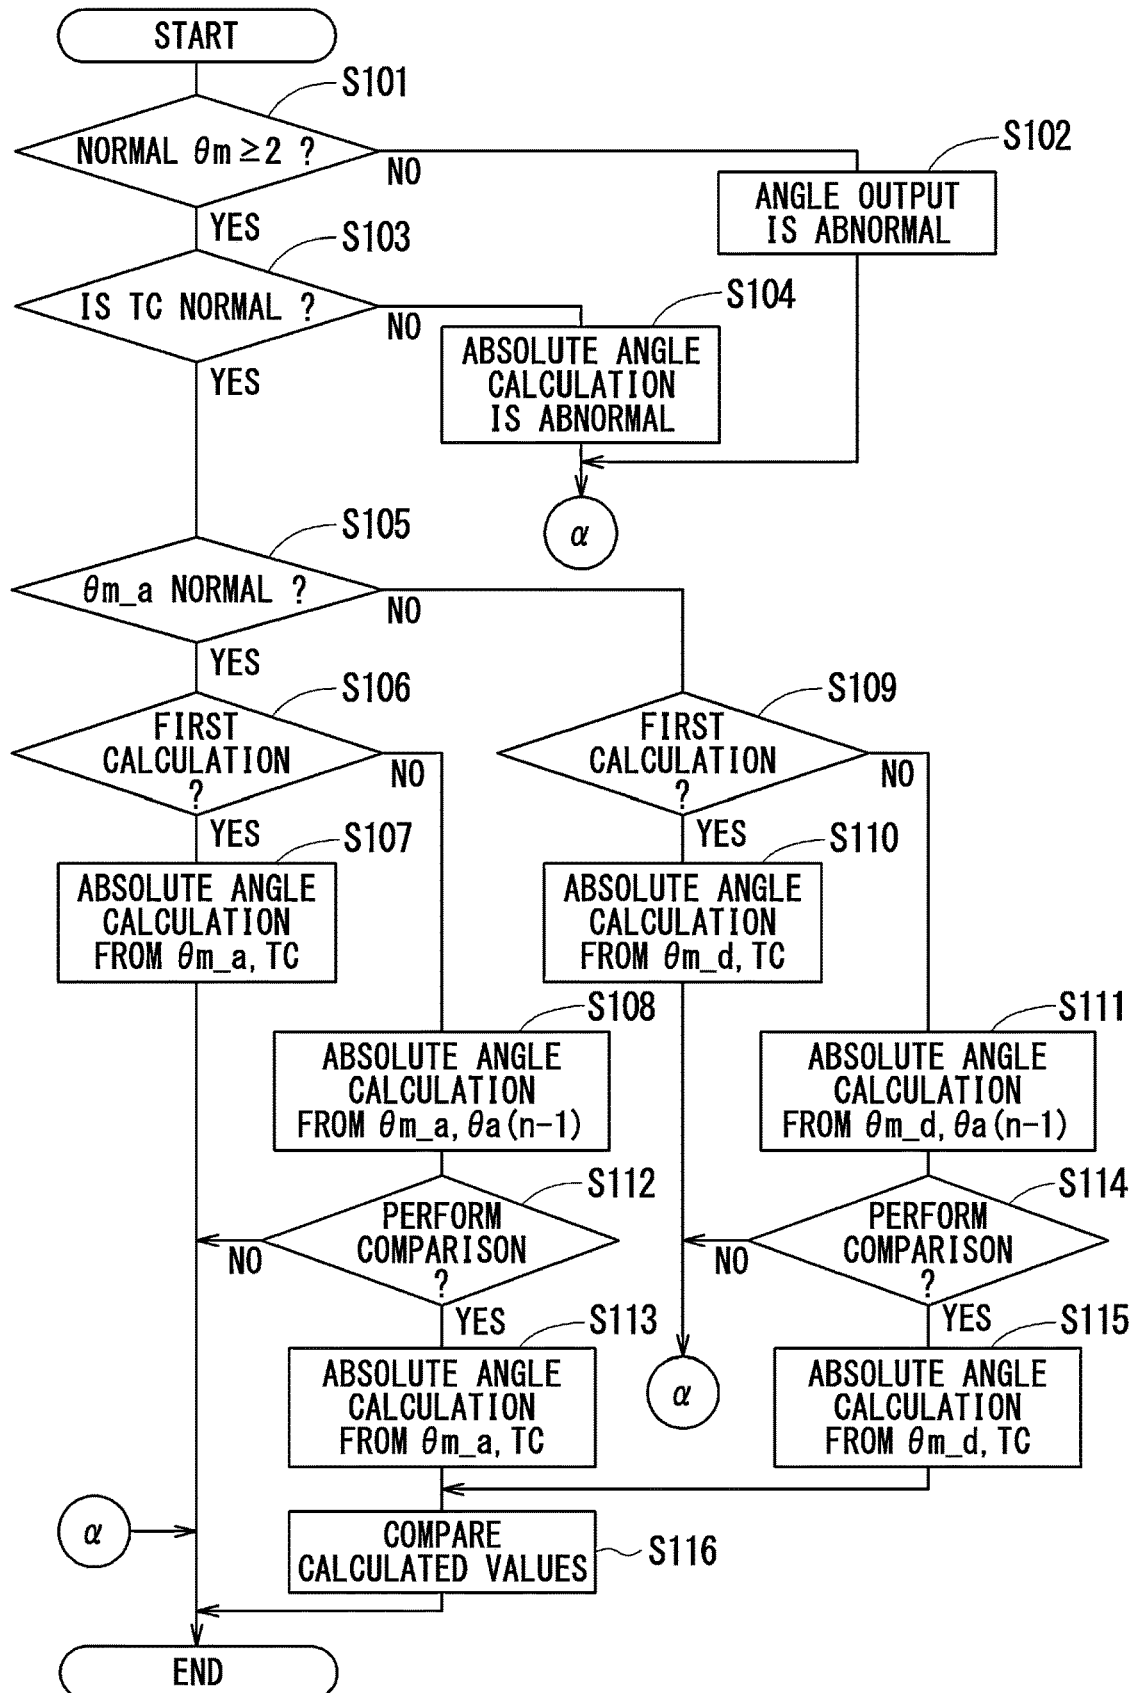 START
S101
NORMAL θm≥2 ?
NO
YES
S102
ANGLE OUTPUT
IS ABNORMAL
S103
IS TC NORMAL ?
NO
YES
S104
ABSOLUTE ANGLE
CALCULATION
IS ABNORMAL
α
S105
θm_a NORMAL ?
NO
YES
S106
FIRST
CALCULATION
?
NO
YES
S109
FIRST
CALCULATION
?
NO
YES
S107
ABSOLUTE ANGLE
CALCULATION
FROM θm_a, TC
S110
ABSOLUTE ANGLE
CALCULATION
FROM θm_d, TC
S108
ABSOLUTE ANGLE
CALCULATION
FROM θm_a, θa(n-1)
S111
ABSOLUTE ANGLE
CALCULATION
FROM θm_d, θa(n-1)
S112
PERFORM
COMPARISON
?
NO
YES
S114
PERFORM
COMPARISON
?
NO
YES
S113
ABSOLUTE ANGLE
CALCULATION
FROM θm_a, TC
α
S115
ABSOLUTE ANGLE
CALCULATION
FROM θm_d, TC
α
COMPARE
CALCULATED VALUES
S116
END